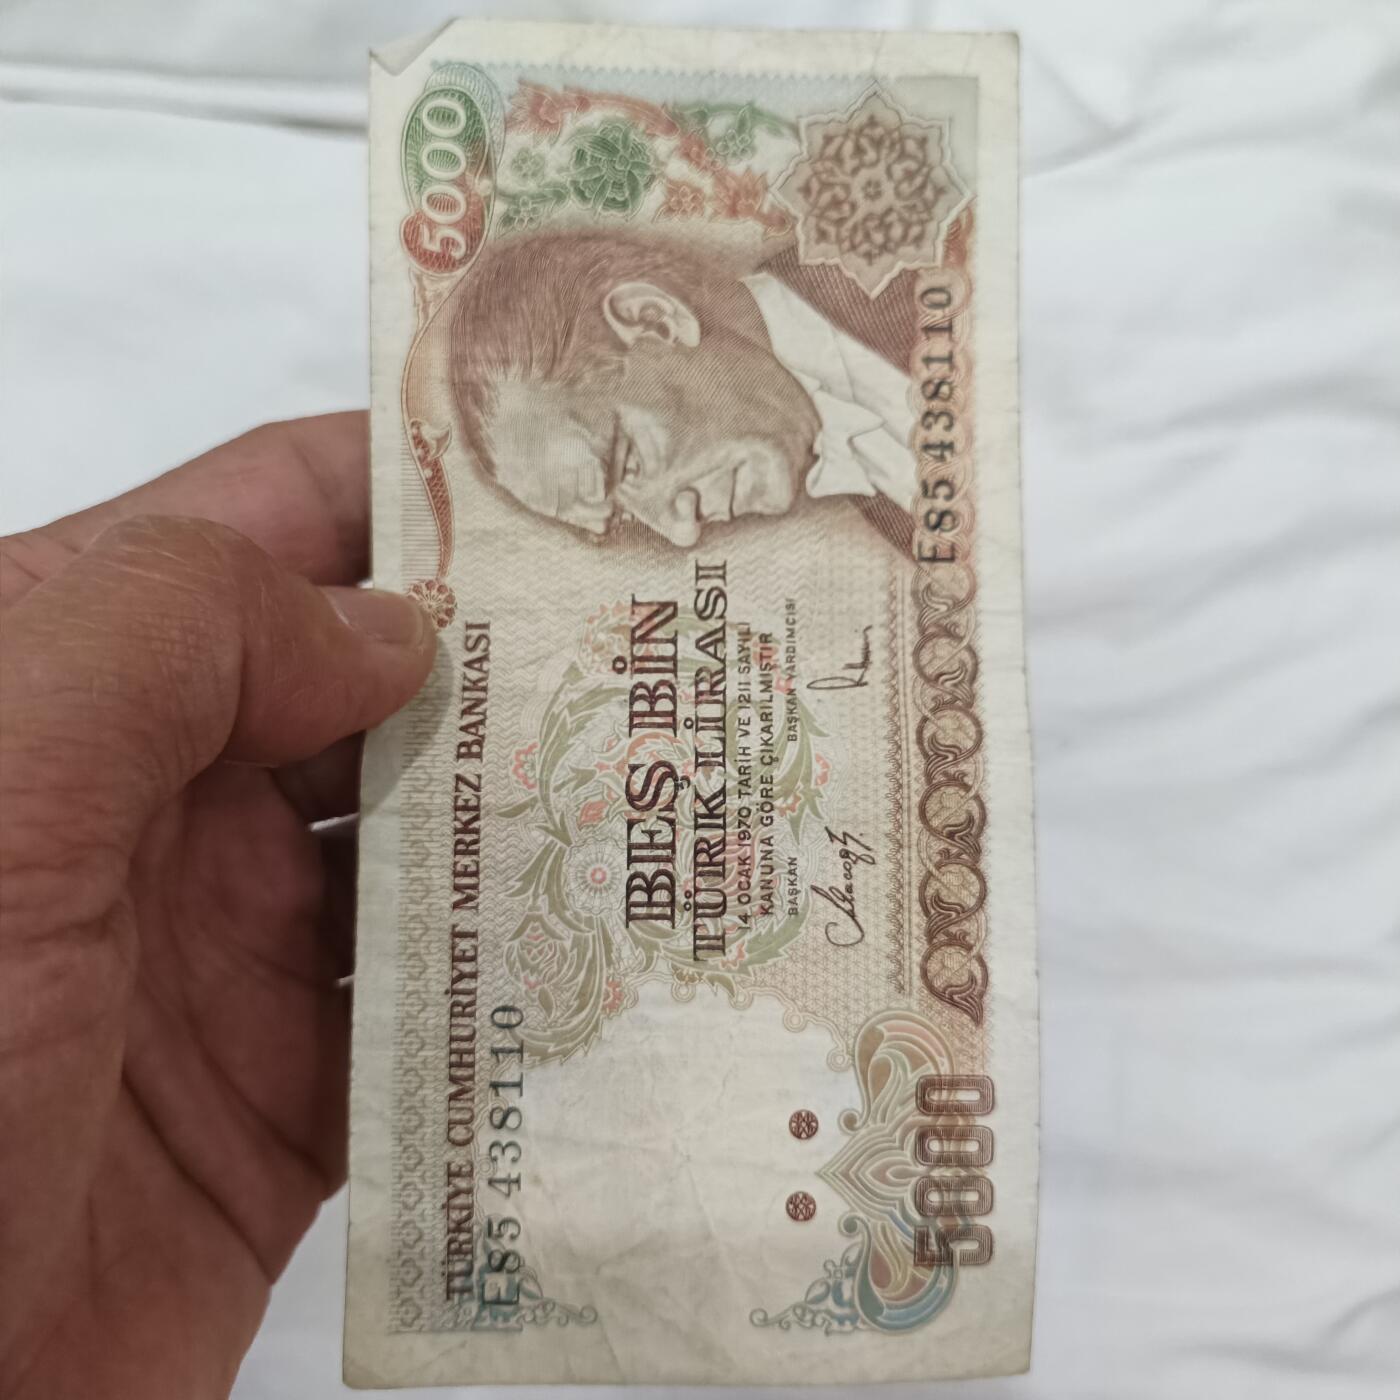 TÜRKİYE CUMHURİYET MERKEZ BANKASI
5000
E85 438110
BEŞ BİN
TÜRK LİRASI
14 OCAK 1970 TARİH VE 1211 SAYILI
KANUNA GÖRE ÇIKARILMIŞTIR
BAŞKAN BAŞKAN YARDIMCISI
5000
E85 438110